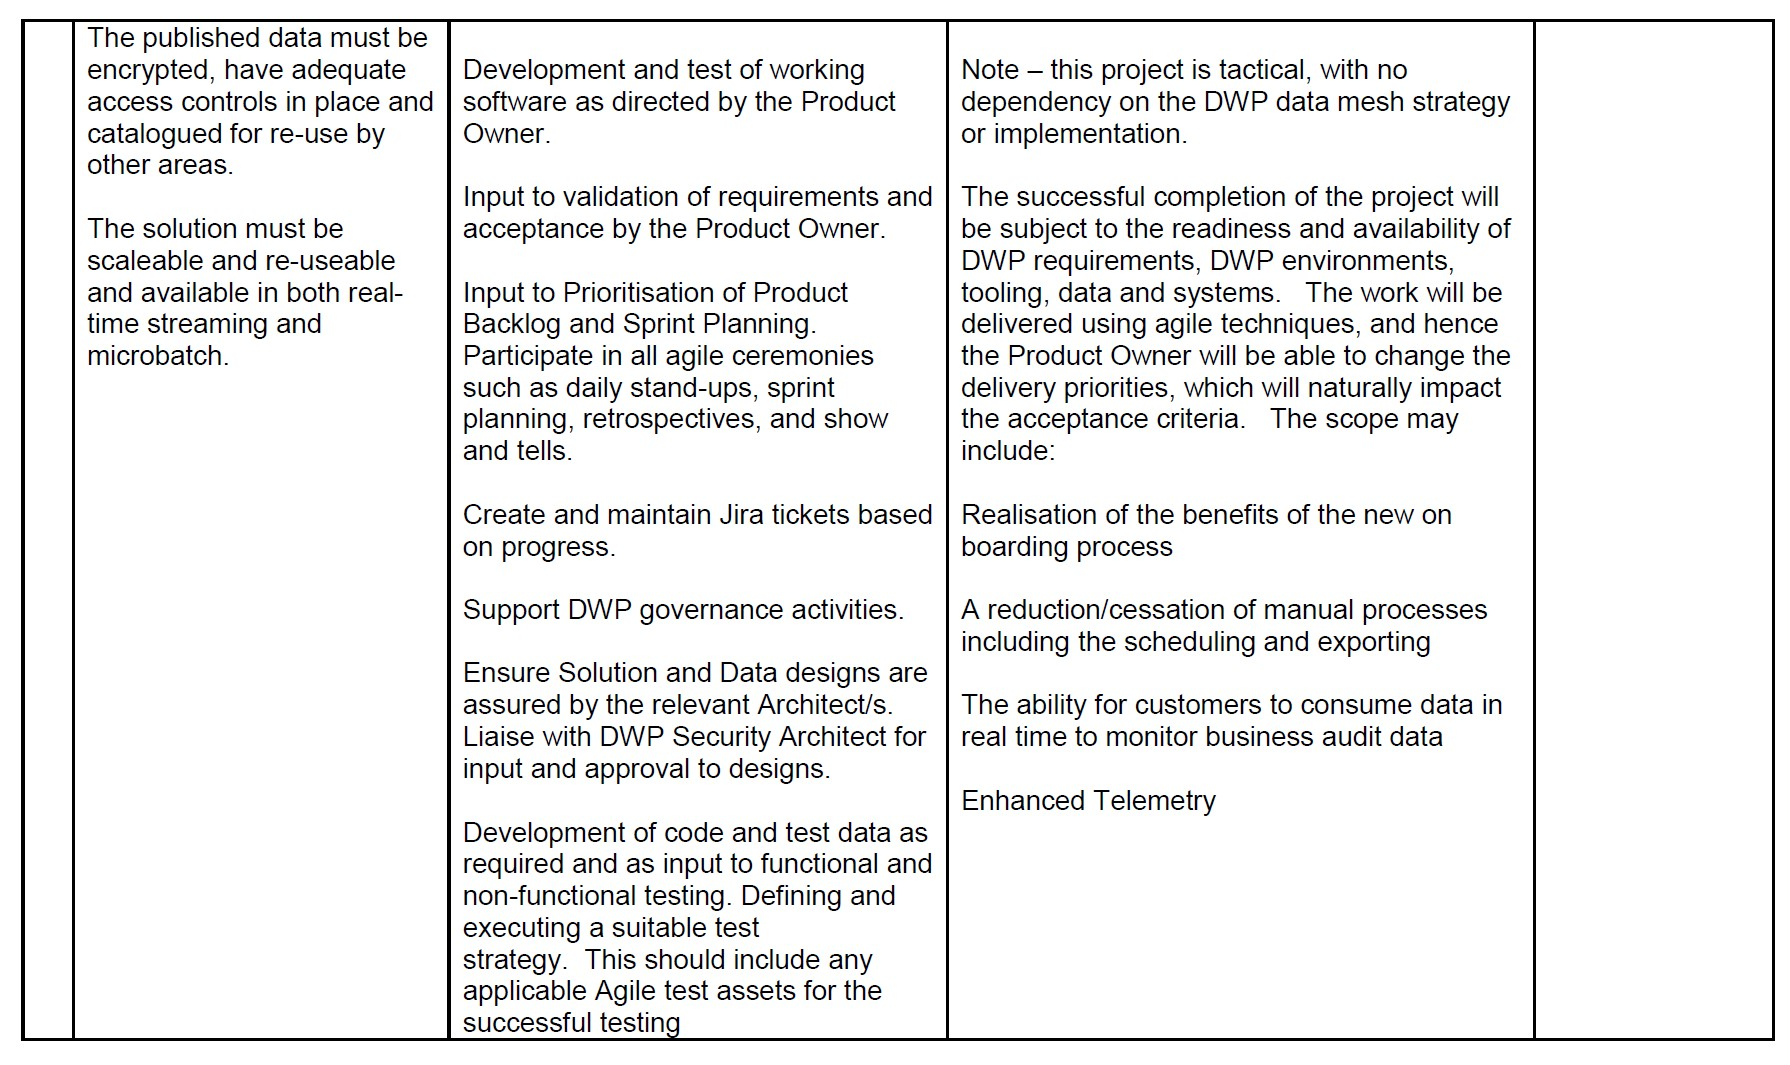 The published data must be
encrypted, have adequate
access controls in place and
catalogued for re-use by
other areas.
The solution must be
scaleable and re-useable
and available in both real-
time streaming and
microbatch.
Development and test of working
software as directed by the Product
Owner.
Input to validation of requirements and
acceptance by the Product Owner.
Input to Prioritisation of Product
Backlog and Sprint Planning.
Participate in all agile ceremonies
such as daily stand-ups, sprint
planning, retrospectives, and show
and tells.
Create and maintain Jira tickets based
on progress.
Support DWP governance activities.
Ensure Solution and Data designs are
assured by the relevant Architect/s.
Liaise with DWP Security Architect for
input and approval to designs.
Development of code and test data as
required and as input to functional and
non-functional testing. Defining and
executing a suitable test
strategy.  This should include any
applicable Agile test assets for the
successful testing
Note – this project is tactical, with no
dependency on the DWP data mesh strategy
or implementation.
The successful completion of the project will
be subject to the readiness and availability of
DWP requirements, DWP environments,
tooling, data and systems.   The work will be
delivered using agile techniques, and hence
the Product Owner will be able to change the
delivery priorities, which will naturally impact
the acceptance criteria.   The scope may
include:
Realisation of the benefits of the new on
boarding process
A reduction/cessation of manual processes
including the scheduling and exporting
The ability for customers to consume data in
real time to monitor business audit data
Enhanced Telemetry